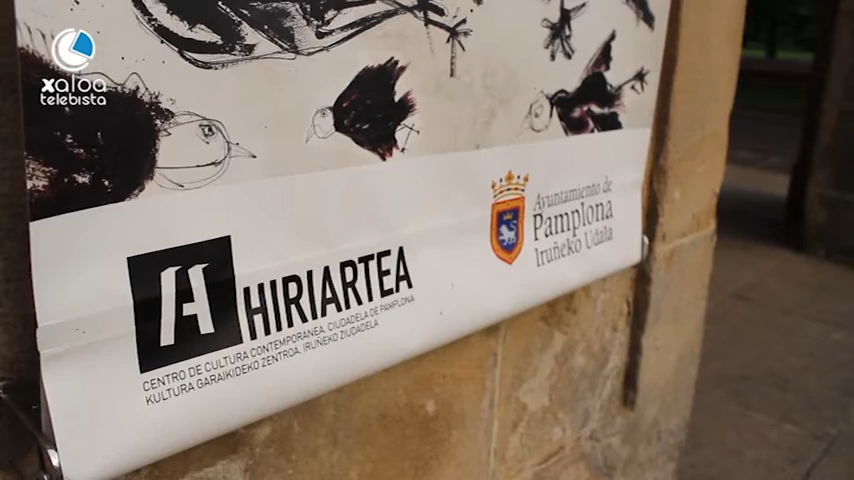 xaloa
telebista
HIRIARTEA
CENTRO DE CULTURA CONTEMPORANEA. CIUDADELA DE PAMPLONA
KULTURA GARAIKIDEKO ZENTROA. IRUÑEKO ZIUDADELA
Ayuntamiento de
Pamplona
Iruñeko Udala